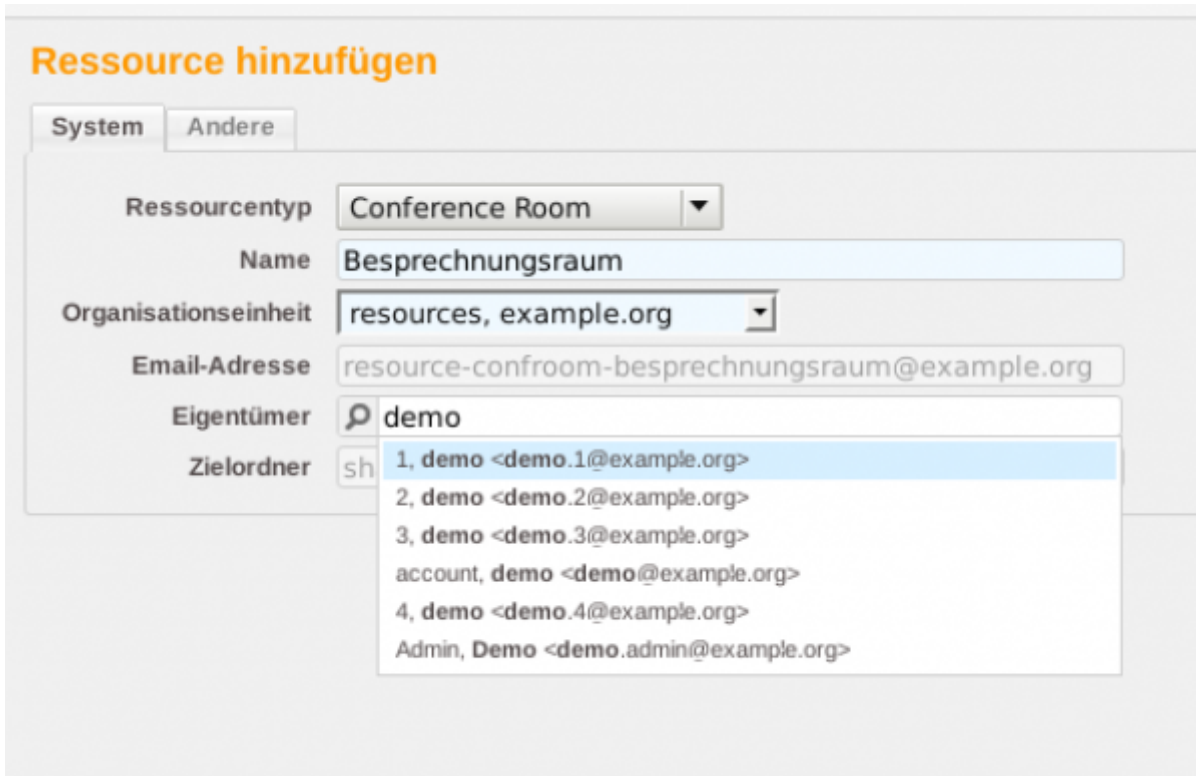 Ressource hinzufügen
System Andere
Ressourcentyp Conference Room
Name Besprechnungsraum
Organisationseinheit resources, example.org
Email-Adresse resource-confroom-besprechnungsraum@example.org
Eigentümer demo
Zielordner sh
1, demo <demo.1@example.org>
2, demo <demo.2@example.org>
3, demo <demo.3@example.org>
account, demo <demo@example.org>
4, demo <demo.4@example.org>
Admin, Demo <demo.admin@example.org>